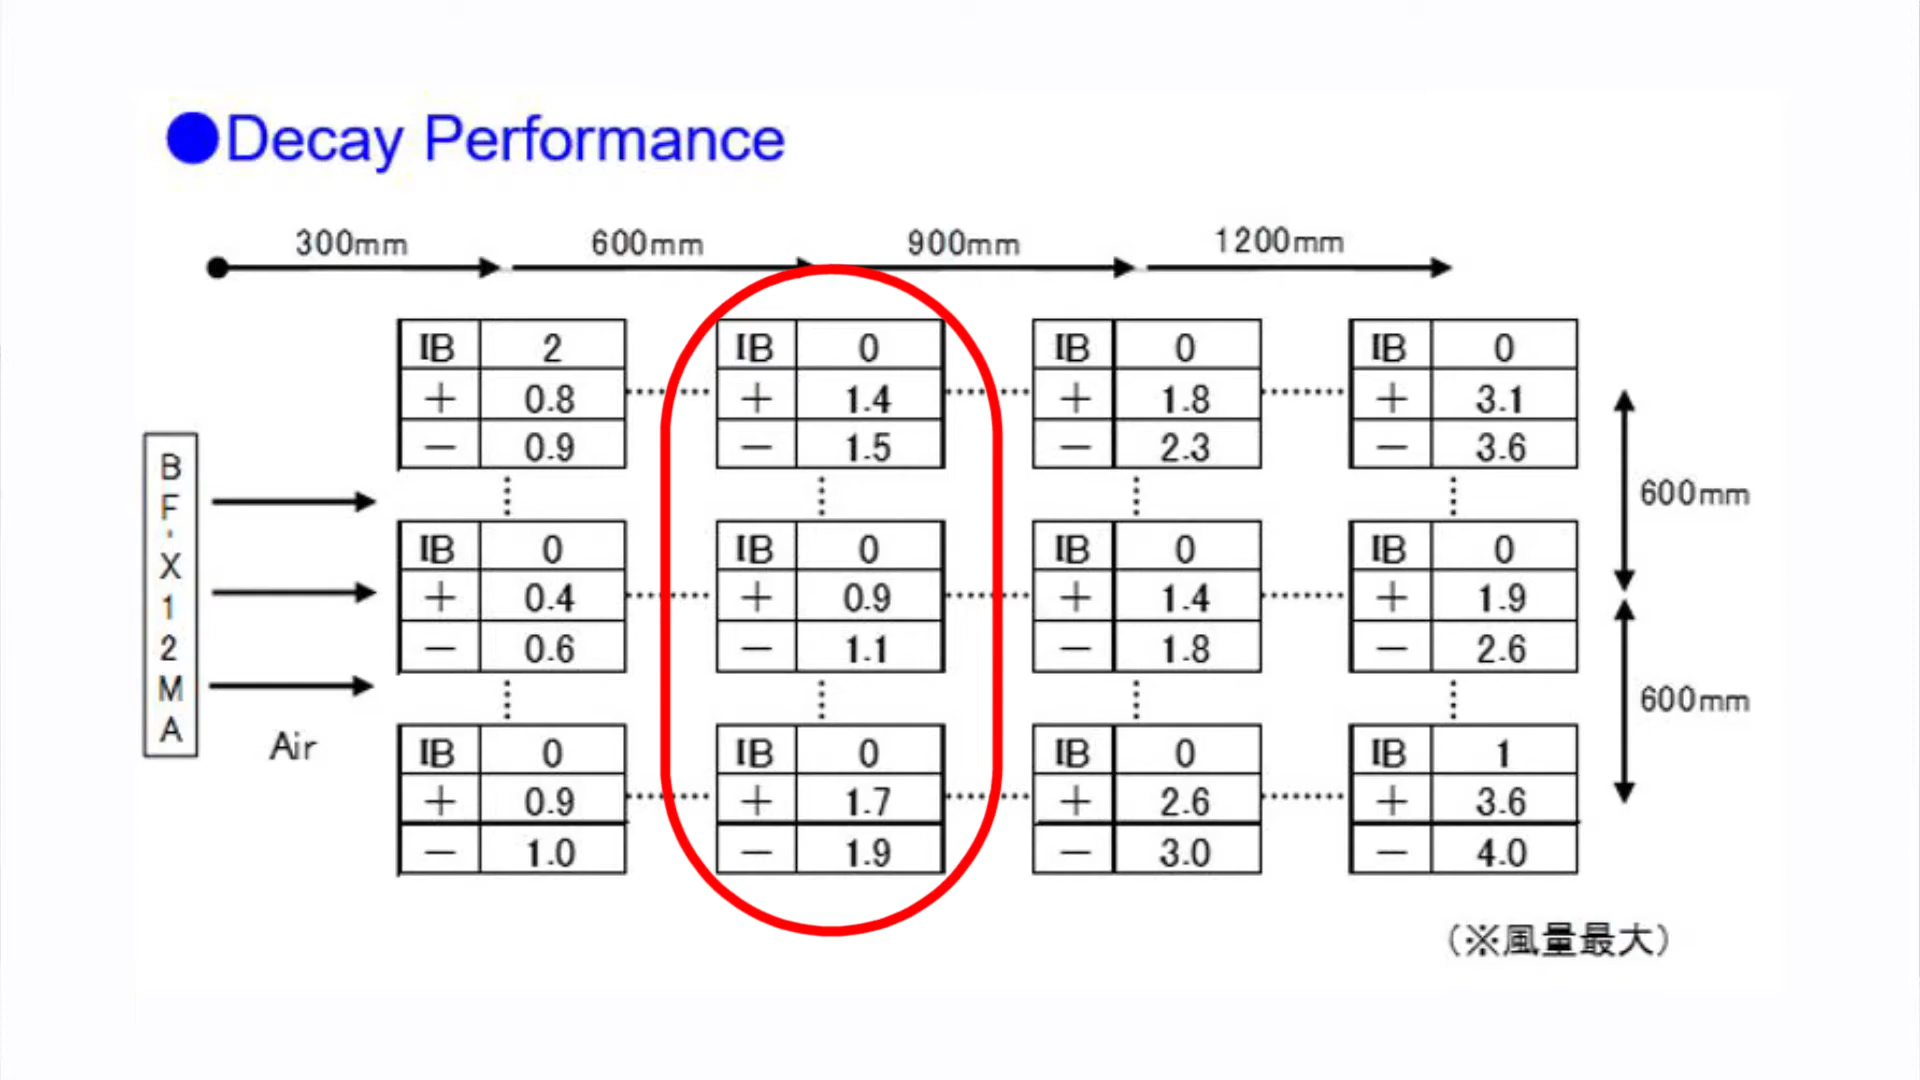 ●Decay Performance
300mm 600mm 900mm 1200mm
IB 2 IB 0 IB 0 IB 0
+ 0.8 + 1.4 + 1.8 + 3.1
- 0.9 - 1.5 - 2.3 - 3.6
600mm
IB 0 IB 0 IB 0 IB 0
+ 0.4 + 0.9 + 1.4 + 1.9
- 0.6 - 1.1 - 1.8 - 2.6
600mm
BF-X12MA
Air
IB 0 IB 0 IB 0 IB 1
+ 0.9 + 1.7 + 2.6 + 3.6
- 1.0 - 1.9 - 3.0 - 4.0
(※風量最大)